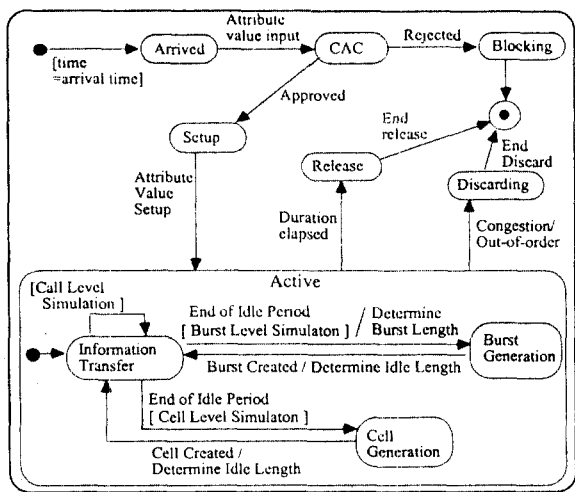 Attribute
value input
Arrived
CAC
Rejected
Blocking
[time
=arrival time]
Approved
End
release
Setup
Release
End
Discard
Discarding
Attribute
Value
Setup
Duration
elapsed
Congestion/
Out-of-order
Active
[Call Level
Simulation ]
End of Idle Period
[ Burst Level Simulaton ]
/ Determine
Burst Length
Information
Transfer
Burst
Generation
Burst Created / Determine Idle Length
End of Idle Period
[ Cell Level Simulaton ]
Cell Created /
Determine Idle Length
Cell
Generation